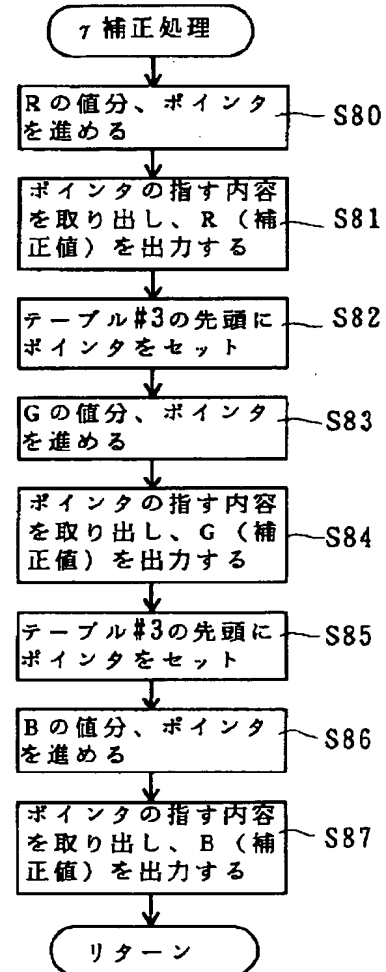 γ 補正処理
Rの値分、ポインタ
を進める
S80
ポインタの指す内容
を取り出し、R（補
正値）を出力する
S81
テーブル#3の先頭に
ポインタをセット
S82
Gの値分、ポインタ
を進める
S83
ポインタの指す内容
を取り出し、G（補
正値）を出力する
S84
テーブル#3の先頭に
ポインタをセット
S85
Bの値分、ポインタ
を進める
S86
ポインタの指す内容
を取り出し、B（補
正値）を出力する
S87
リターン